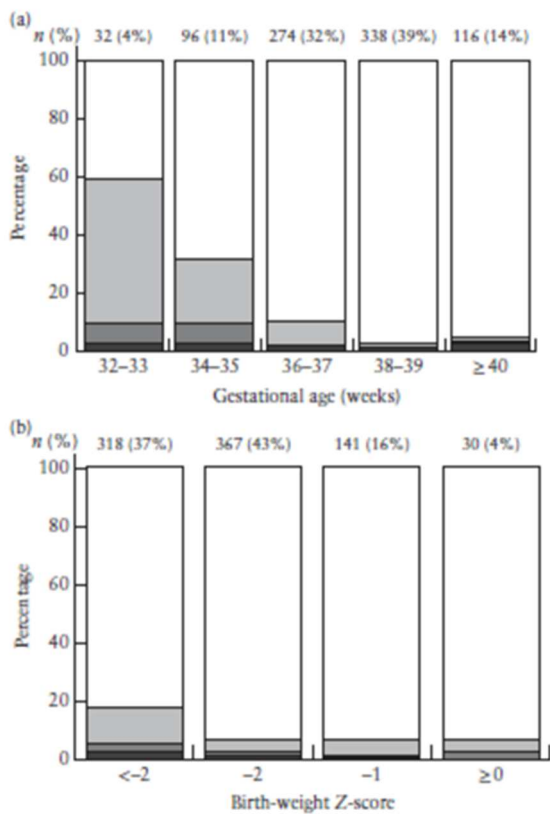 (a)
n (%) 32 (4%) 96 (11%) 274 (32%) 338 (39%) 116 (14%)
100
80
60
40
20
0
Percentage
32–33 34–35 36–37 38–39 ≥ 40
Gestational age (weeks)
(b)
n (%) 318 (37%) 367 (43%) 141 (16%) 30 (4%)
100
80
60
40
20
0
Percentage
<–2 –2 –1 ≥0
Birth-weight Z-score